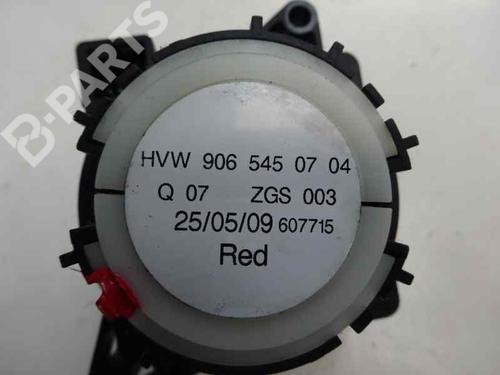 B-PARTS
HVW 906 545 07 04
Q 07 ZGS 003
25/05/09 607715
Red